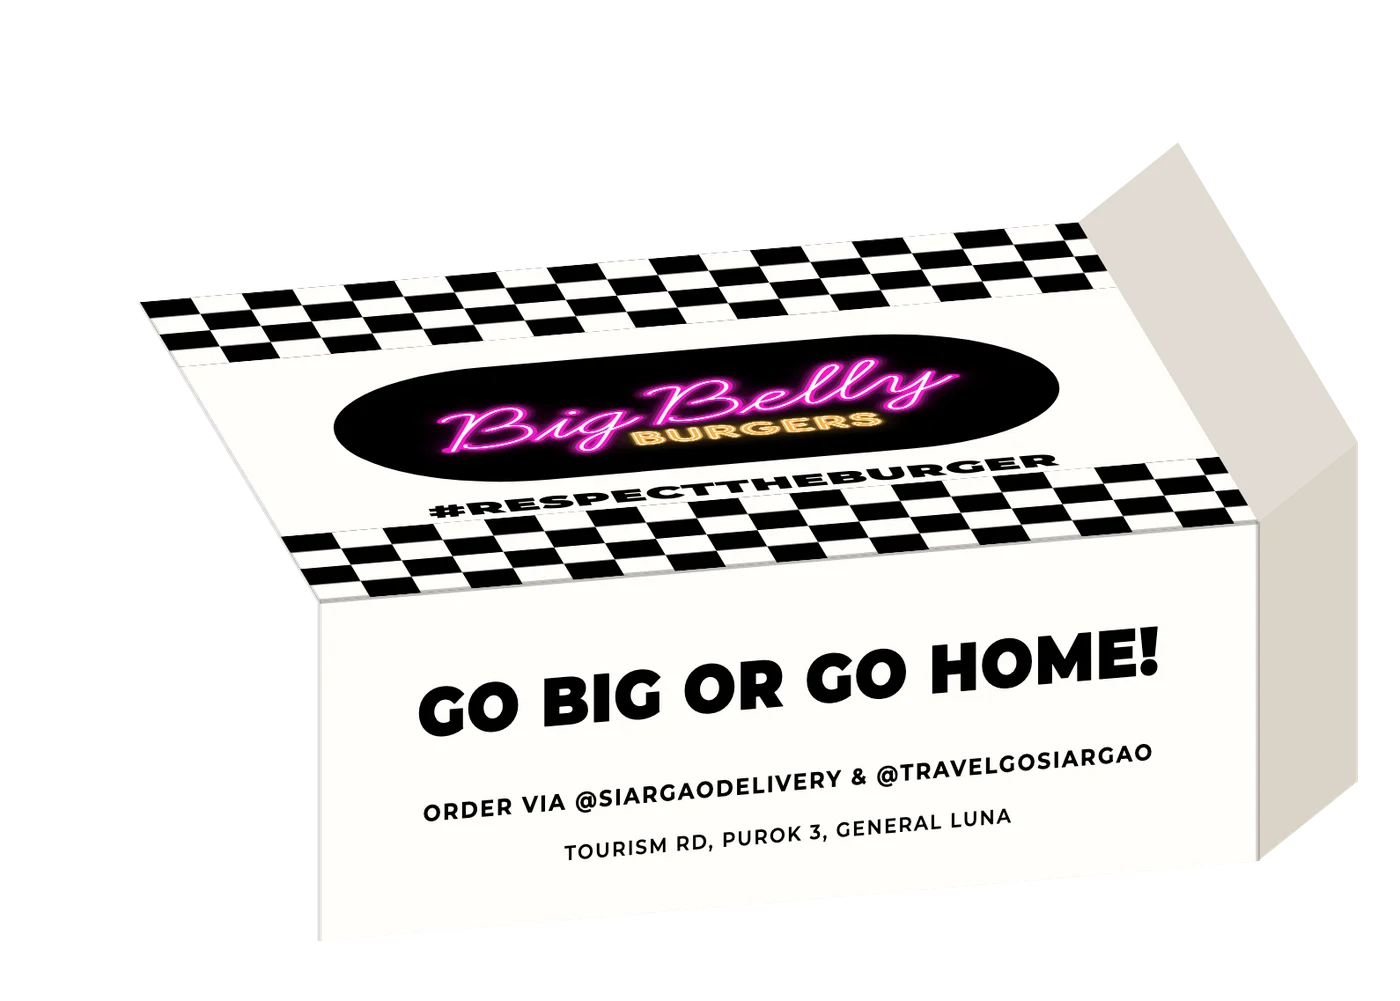 Big Belly
BURGERS
#RESPECTTHEBURGER
GO BIG OR GO HOME!
ORDER VIA @SIARGAODELIVERY & @TRAVELGOSIARGAO
TOURISM RD, PUROK 3, GENERAL LUNA